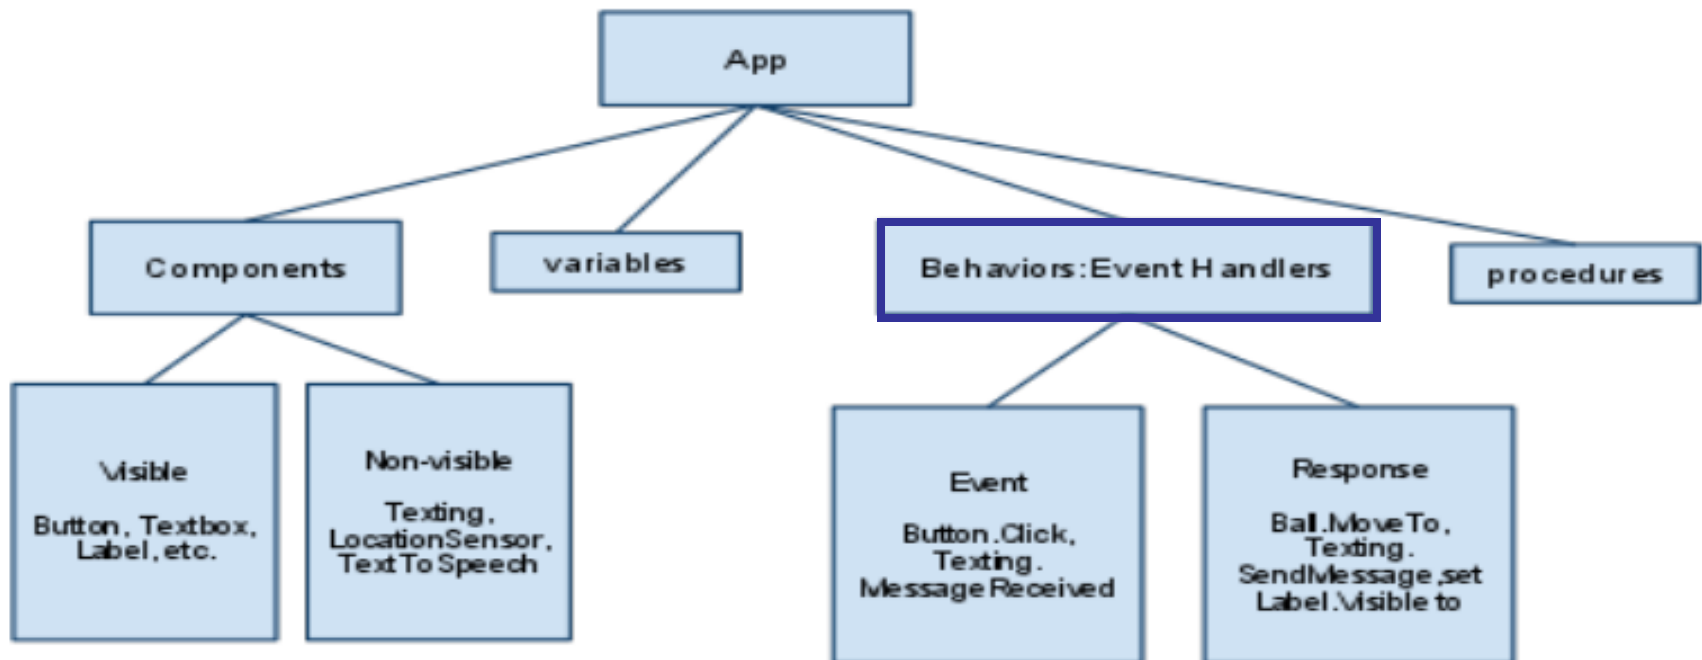 App
Components
variables
Behaviors:Event Handlers
procedures
Visible
Button, Textbox,
Label, etc.
Non-visible
Texting,
LocationSensor,
TextToSpeech
Event
Button.Click,
Texting.
MessageReceived
Response
Ball.MoveTo,
Texting.
SendMessage,set
Label.Visible to